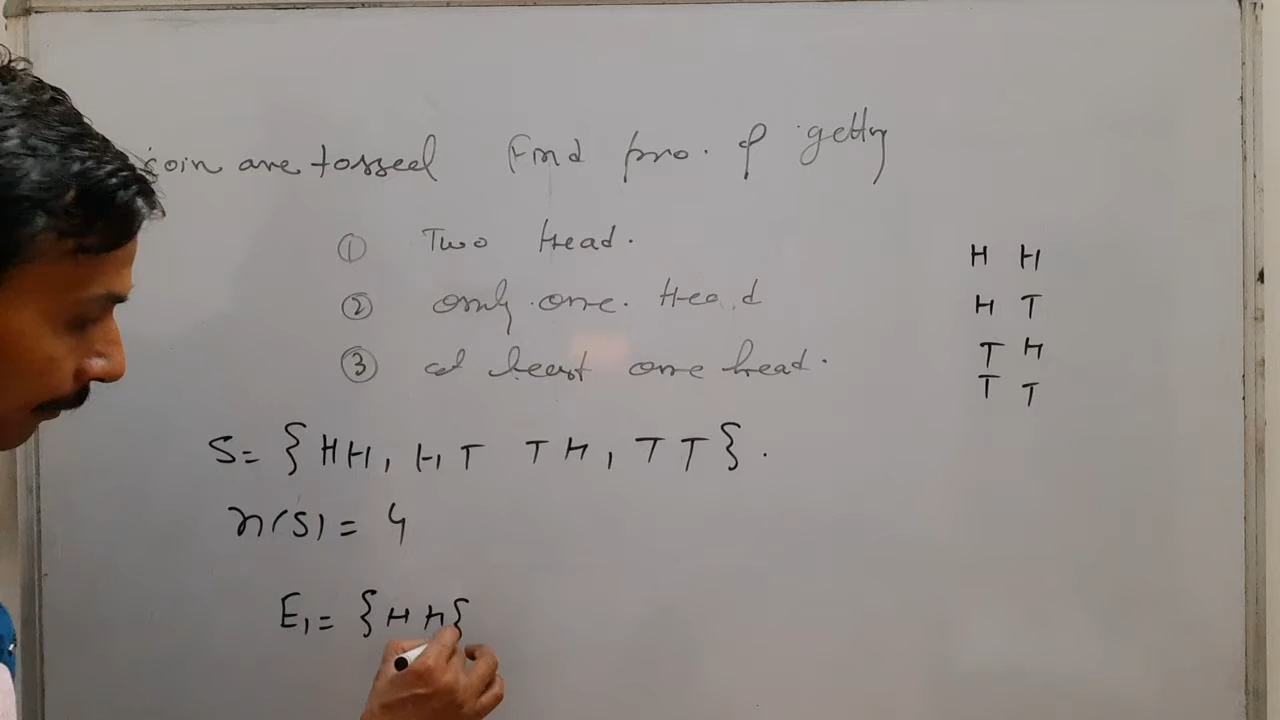 coin are tossed Find pro. of getty
① Two Head.
② only one. Head
③ at least one head.
H H
H T
T H
T T
S= {HH, HT TH, TT}.
n(S) = 4
E₁= {HH}